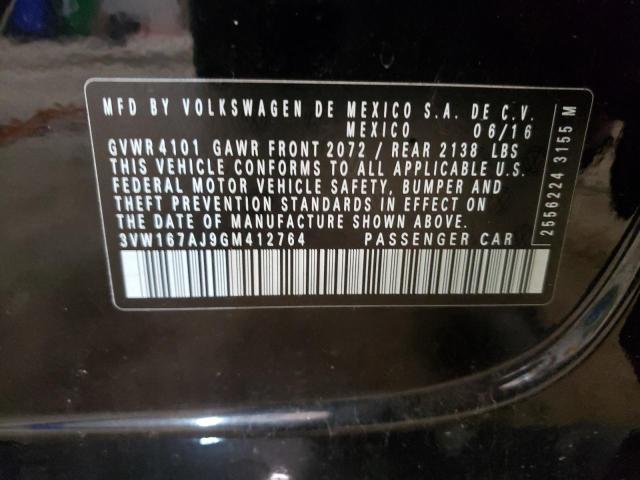 MFD BY VOLKSWAGEN DE MEXICO S.A. DE C.V.
MEXICO 06/16
GVWR 4101 GAWR FRONT 2072 / REAR 2138 LBS
THIS VEHICLE CONFORMS TO ALL APPLICABLE U.S.
FEDERAL MOTOR VEHICLE SAFETY, BUMPER AND
THEFT PREVENTION STANDARDS IN EFFECT ON
THE DATE OF MANUFACTURE SHOWN ABOVE.
3VW167AJ9GM412764 PASSENGER CAR
2556224 3155 M